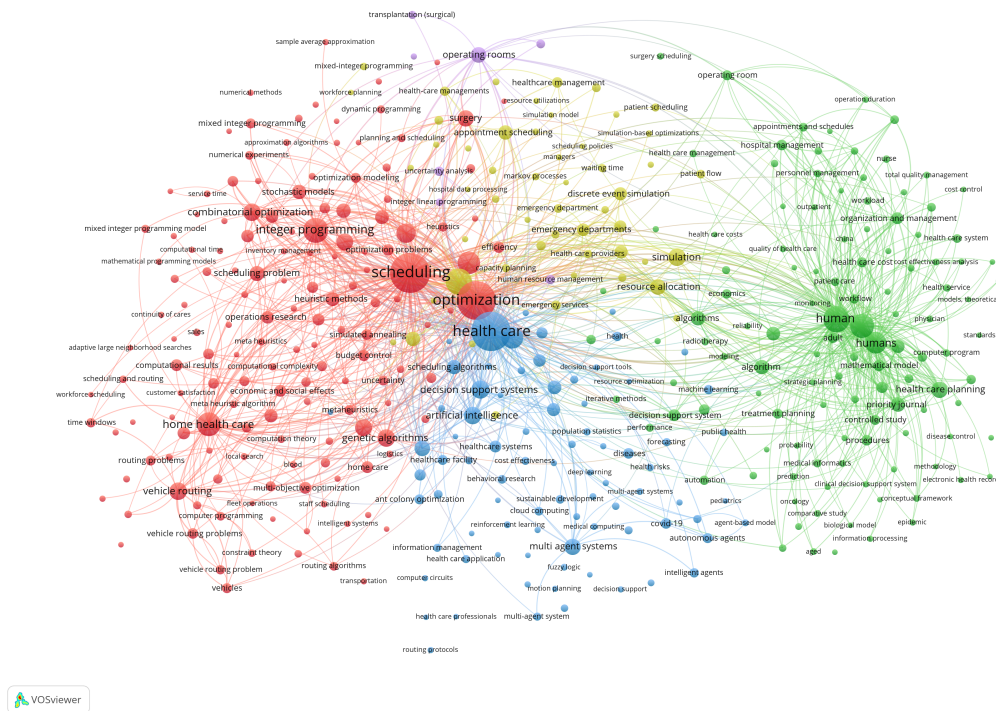 transplantation (surgical)
sample average approximation
operating rooms
surgery scheduling
mixed-integer programming
operating room
healthcare management
numerical methods
workforce planning
health-care managements
resource utilizations
operation duration
dynamic programming
simulation model
patient scheduling
surgery
mixed integer programming
appointments and schedules
appointment scheduling
simulation-based optimizations
planning and scheduling
approximation algorithms
scheduling policies
hospital management
numerical experiments
managers
health care management
nurse
uncertainty analysis
waiting time
patient flow
personnel management
total quality management
optimization modeling
markov processes
service time
stochastic models
hospital data processing
discrete event simulation
cost control
integer linear programming
workload
combinatorial optimization
emergency department
outpatient
organization and management
mixed integer programming model
integer programming
heuristics
emergency departments
health care costs
china
health care system
computational time
inventory management
optimization problems
efficiency
health care providers
quality of health care
mathematical programming models
simulation
health care cost
cost effectiveness analysis
scheduling problem
scheduling
capacity planning
human resource management
patient care
resource allocation
health service
heuristic methods
optimization
economics
monitoring
workflow
models, theoretica
continuity of cares
emergency services
operations research
algorithms
human
physician
sales
simulated annealing
health care
health
reliability
adult
standards
meta heuristics
radiotherapy
humans
adaptive large neighborhood searches
budget control
modeling
computer program
computational results
computational complexity
scheduling algorithms
decision support tools
algorithm
mathematical model
scheduling and routing
uncertainty
resource optimization
strategic planning
workforce scheduling
customer satisfaction
economic and social effects
decision support systems
machine learning
health care planning
meta heuristic algorithm
iterative methods
priority journal
metaheuristics
artificial intelligence
decision support system
treatment planning
controlled study
time windows
home health care
performance
population statistics
public health
computation theory
genetic algorithms
forecasting
procedures
disease control
healthcare systems
probability
local search
logistics
diseases
routing problems
blood
home care
healthcare facility
cost effectiveness
health risks
medical informatics
methodology
deep learning
prediction
behavioral research
automation
electronic health recon
vehicle routing
multi-objective optimization
multi-agent systems
clinical decision support system
ant colony optimization
sustainable development
pediatrics
oncology
conceptual framework
fleet operations
staff scheduling
cloud computing
comparative study
computer programming
intelligent systems
reinforcement learning
medical computing
covid-19
agent-based model
biological model
epidemic
vehicle routing problems
autonomous agents
information processing
information management
multi agent systems
constraint theory
health care application
aged
vehicle routing problem
routing algorithms
fuzzy logic
intelligent agents
transportation
computer circuits
vehicles
motion planning
decision support
health care professionals
multi-agent system
routing protocols
VOSviewer